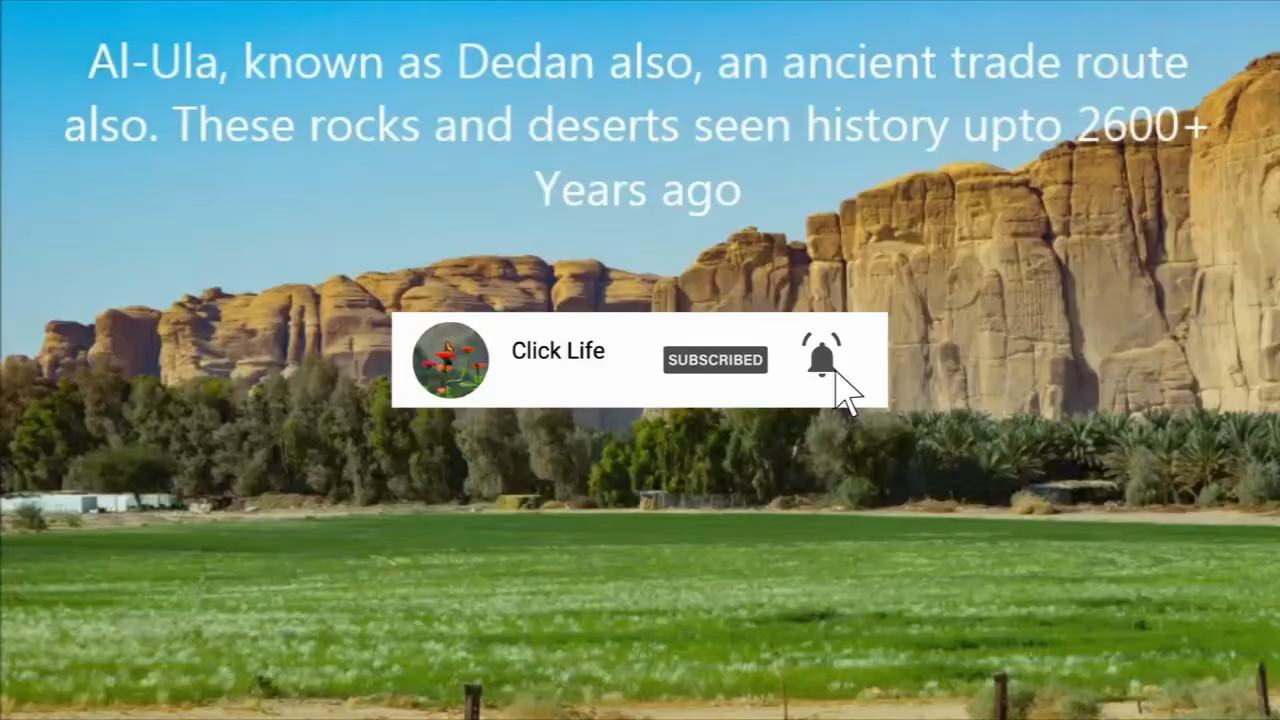 Al-Ula, known as Dedan also, an ancient trade route
also. These rocks and deserts seen history upto 2600+
Years ago
Click Life
SUBSCRIBED